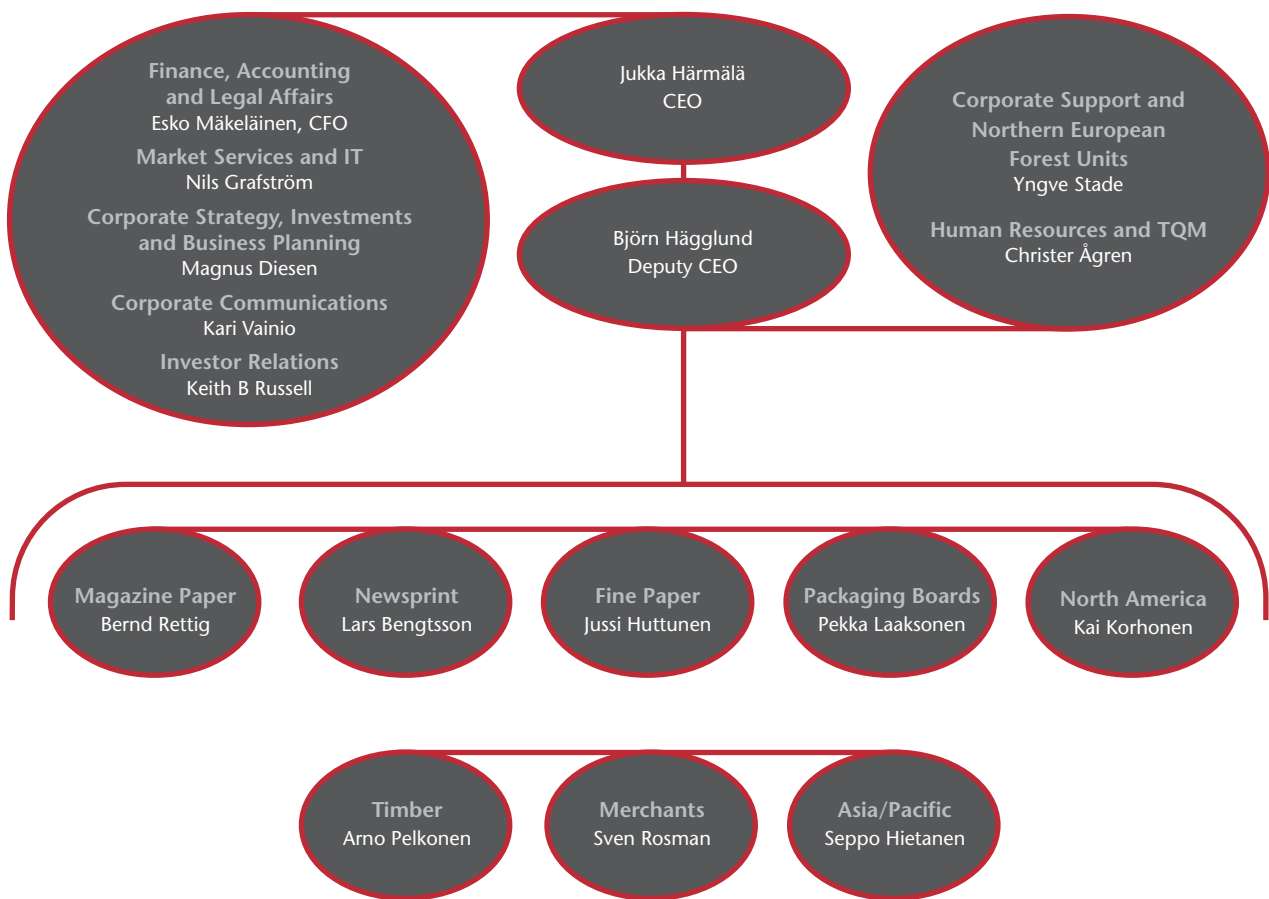 Finance, Accounting
and Legal Affairs
Esko Mäkeläinen, CFO
Market Services and IT
Nils Grafström
Corporate Strategy, Investments
and Business Planning
Magnus Diesen
Corporate Communications
Kari Vainio
Investor Relations
Keith B Russell
Jukka Härmälä
CEO
Björn Hägglund
Deputy CEO
Corporate Support and
Northern European
Forest Units
Yngve Stade
Human Resources and TQM
Christer Ågren
Magazine Paper
Bernd Rettig
Newsprint
Lars Bengtsson
Fine Paper
Jussi Huttunen
Packaging Boards
Pekka Laaksonen
North America
Kai Korhonen
Timber
Arno Pelkonen
Merchants
Sven Rosman
Asia/Pacific
Seppo Hietanen